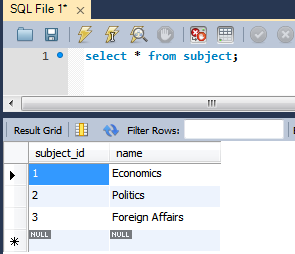 SQL File 1*
1 select * from subject;
Result Grid Filter Rows:
subject_id name
1 Economics
2 Politics
3 Foreign Affairs
NULL NULL